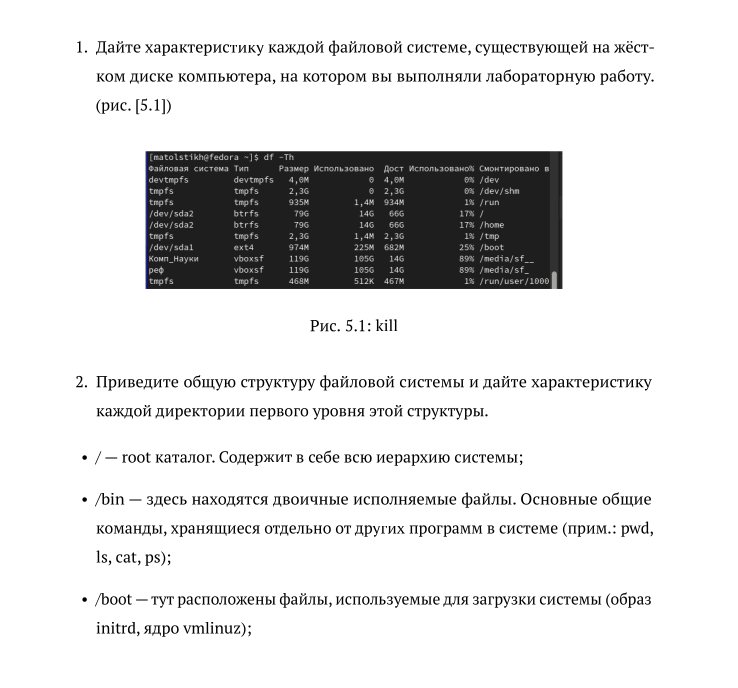 1. Дайте характеристику каждой файловой системе, существующей на жёст-
ком диске компьютера, на котором вы выполняли лабораторную работу.
(рис. [5.1])
[matolstikh@fedora ~]$ df -Th
Файловая система Тип Размер Использовано Дост Использовано% Смонтировано в
devtmpfs devtmpfs 4,0M 0 4,0M 0% /dev
tmpfs tmpfs 2,3G 0 2,3G 0% /dev/shm
tmpfs tmpfs 935M 1,4M 934M 1% /run
/dev/sda2 btrfs 79G 14G 66G 17% /
/dev/sda2 btrfs 79G 14G 66G 17% /home
tmpfs tmpfs 2,3G 1,4M 2,3G 1% /tmp
/dev/sda1 ext4 974M 225M 682M 25% /boot
Комп_Науки vboxsf 119G 105G 14G 89% /media/sf__
реф vboxsf 119G 105G 14G 89% /media/sf_
tmpfs tmpfs 468M 512K 467M 1% /run/user/1000
Рис. 5.1: kill
2. Приведите общую структуру файловой системы и дайте характеристику
каждой директории первого уровня этой структуры.
• / — root каталог. Содержит в себе всю иерархию системы;
• /bin — здесь находятся двоичные исполняемые файлы. Основные общие
команды, хранящиеся отдельно от других программ в системе (прим.: pwd,
ls, cat, ps);
• /boot — тут расположены файлы, используемые для загрузки системы (образ
initrd, ядро vmlinuz);